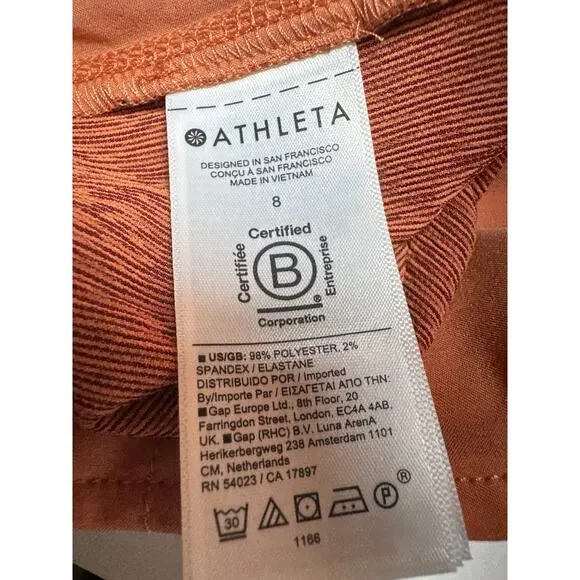 ATHLETA
DESIGNED IN SAN FRANCISCO
CONÇU À SAN FRANCISCO
MADE IN VIETNAM
8
Certified
Certifiée
B
Entreprise
®
Corporation
■ US/GB: 98% POLYESTER, 2%
SPANDEX / ELASTANE
DISTRIBUIDO POR / Imported
By/Importe Par / ΕΙΣΑΓΕΤΑΙ ΑΠΟ ΤΗΝ:
■ Gap Europe Ltd., 8th Floor, 20
Farringdon Street, London, EC4A 4AB,
UK. ■ Gap (RHC) B.V. Luna ArenA
Herikerbergweg 238 Amsterdam 1101
CM, Netherlands
RN 54023 / CA 17897
30 P ®
1166